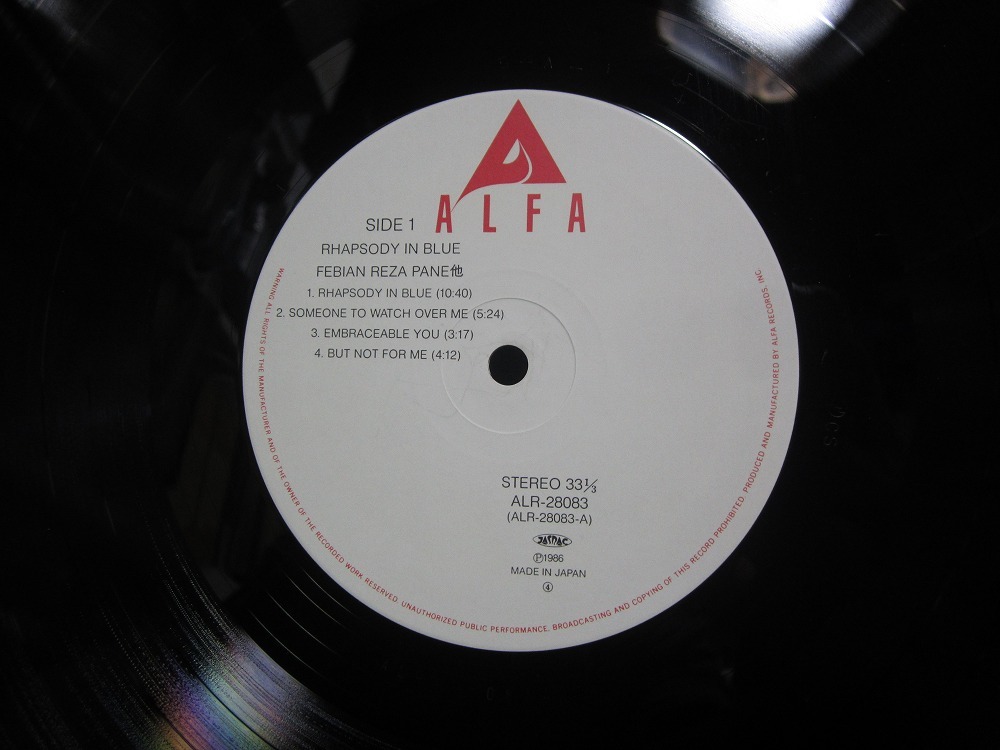 ALFA
SIDE 1
RHAPSODY IN BLUE
FEBIAN REZA PANE他
1. RHAPSODY IN BLUE (10:40)
2. SOMEONE TO WATCH OVER ME (5:24)
3. EMBRACEABLE YOU (3:17)
4. BUT NOT FOR ME (4:12)
STEREO 33⅓
ALR-28083
(ALR-28083-A)
JASRAC
Ⓟ1986
MADE IN JAPAN
④
WARNING ALL RIGHTS OF THE MANUFACTURER AND OF THE OWNER OF THE RECORDED WORK RESERVED. UNAUTHORIZED PUBLIC PERFORMANCE, BROADCASTING AND COPYING OF THIS RECORD PROHIBITED. PRODUCED AND MANUFACTURED BY ALFA RECORDS, INC.